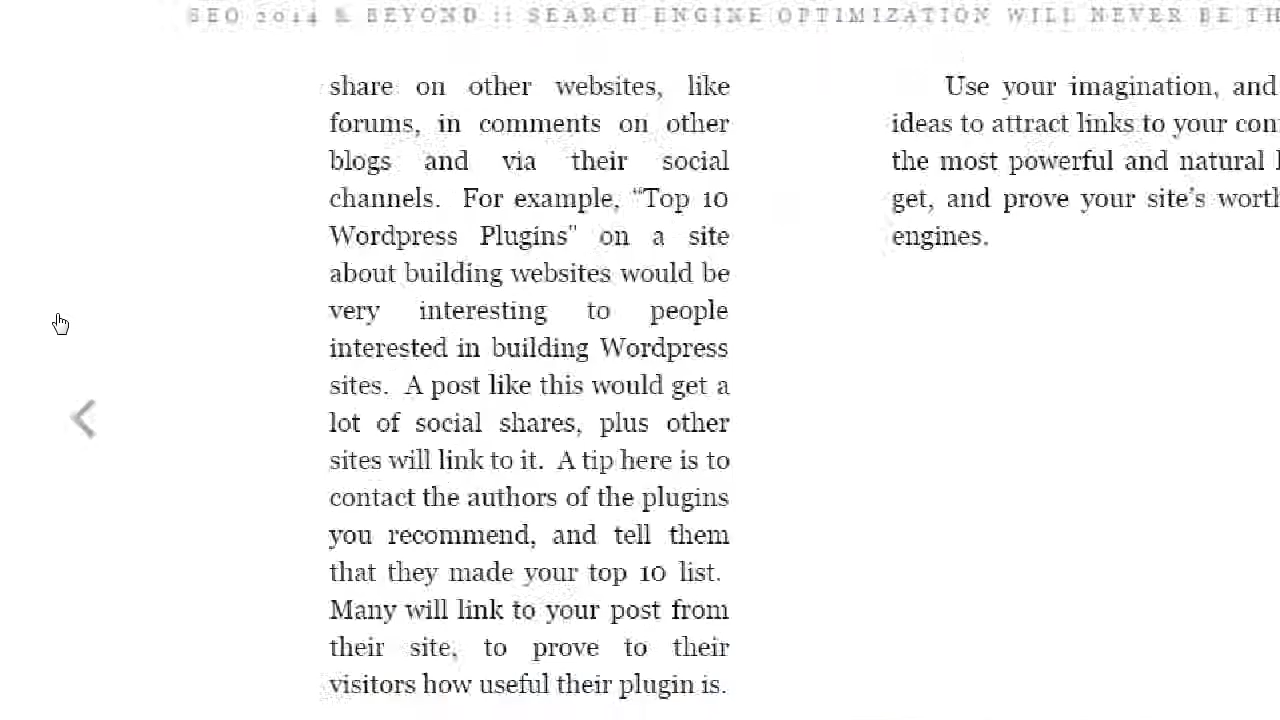 SEO 2014 & BEYOND :: SEARCH ENGINE OPTIMIZATION WILL NEVER BE
share on other websites, like
forums, in comments on other
blogs and via their social
channels. For example, “Top 10
Wordpress Plugins" on a site
about building websites would be
very interesting to people
interested in building Wordpress
sites. A post like this would get a
lot of social shares, plus other
sites will link to it. A tip here is to
contact the authors of the plugins
you recommend, and tell them
that they made your top 10 list.
Many will link to your post from
their site, to prove to their
visitors how useful their plugin is.
Use your imagination, and
ideas to attract links to your
the most powerful and natural
get, and prove your site's
engines.